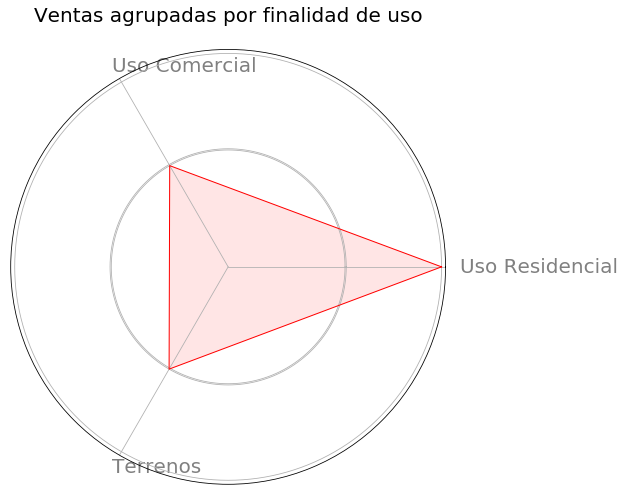 Ventas agrupadas por finalidad de uso
Uso Comercial
Uso Residencial
Terrenos